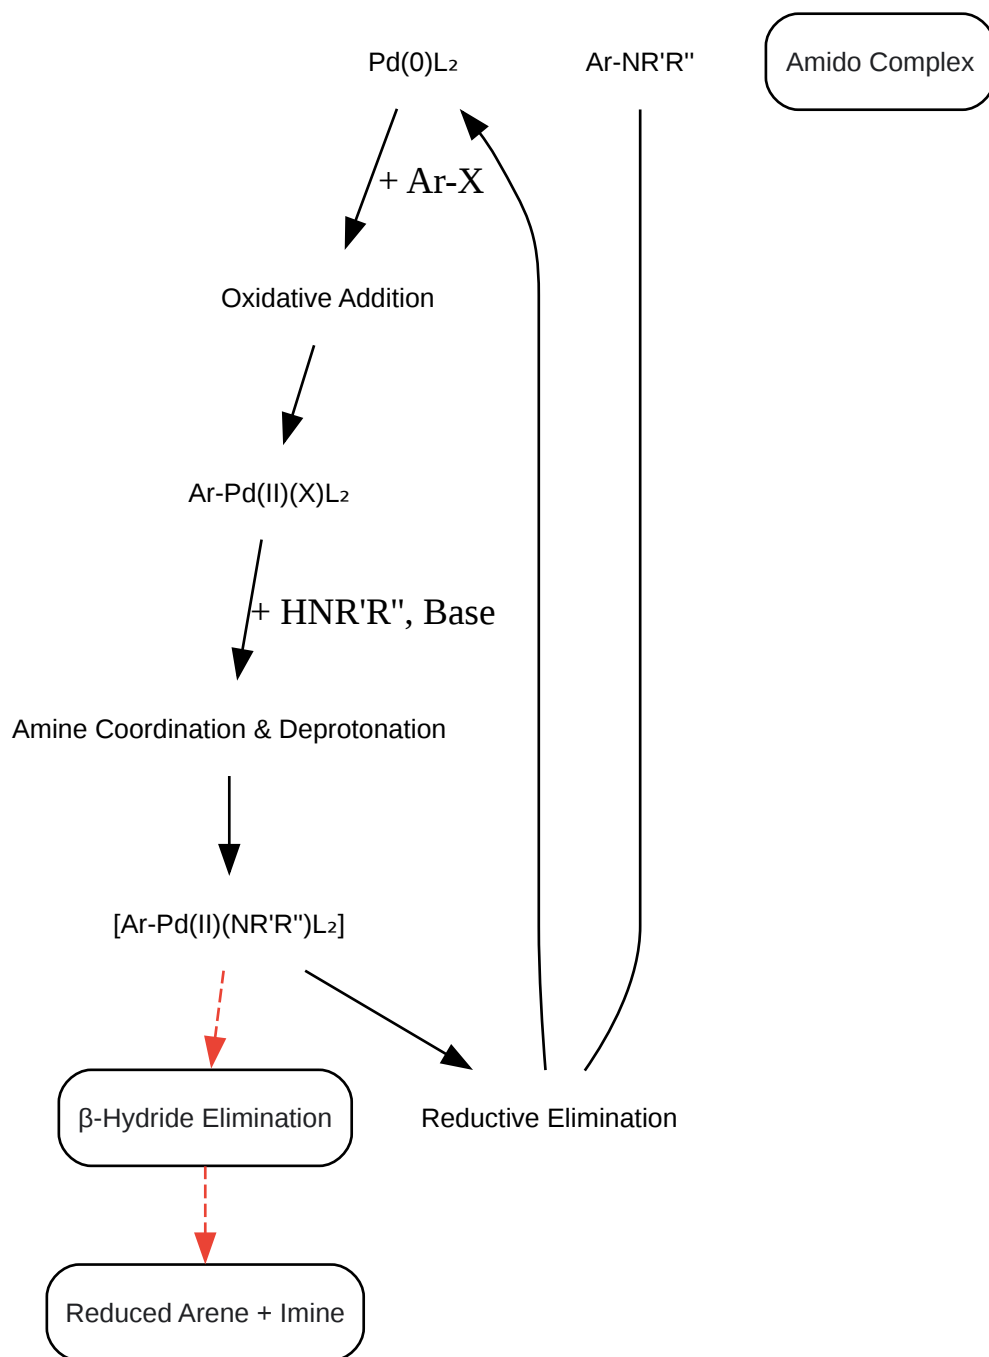 Pd(0)L₂
Ar-NR'R"
Amido Complex
+ Ar-X
Oxidative Addition
Ar-Pd(II)(X)L₂
+ HNR'R", Base
Amine Coordination & Deprotonation
[Ar-Pd(II)(NR'R")L₂]
β-Hydride Elimination
Reductive Elimination
Reduced Arene + Imine